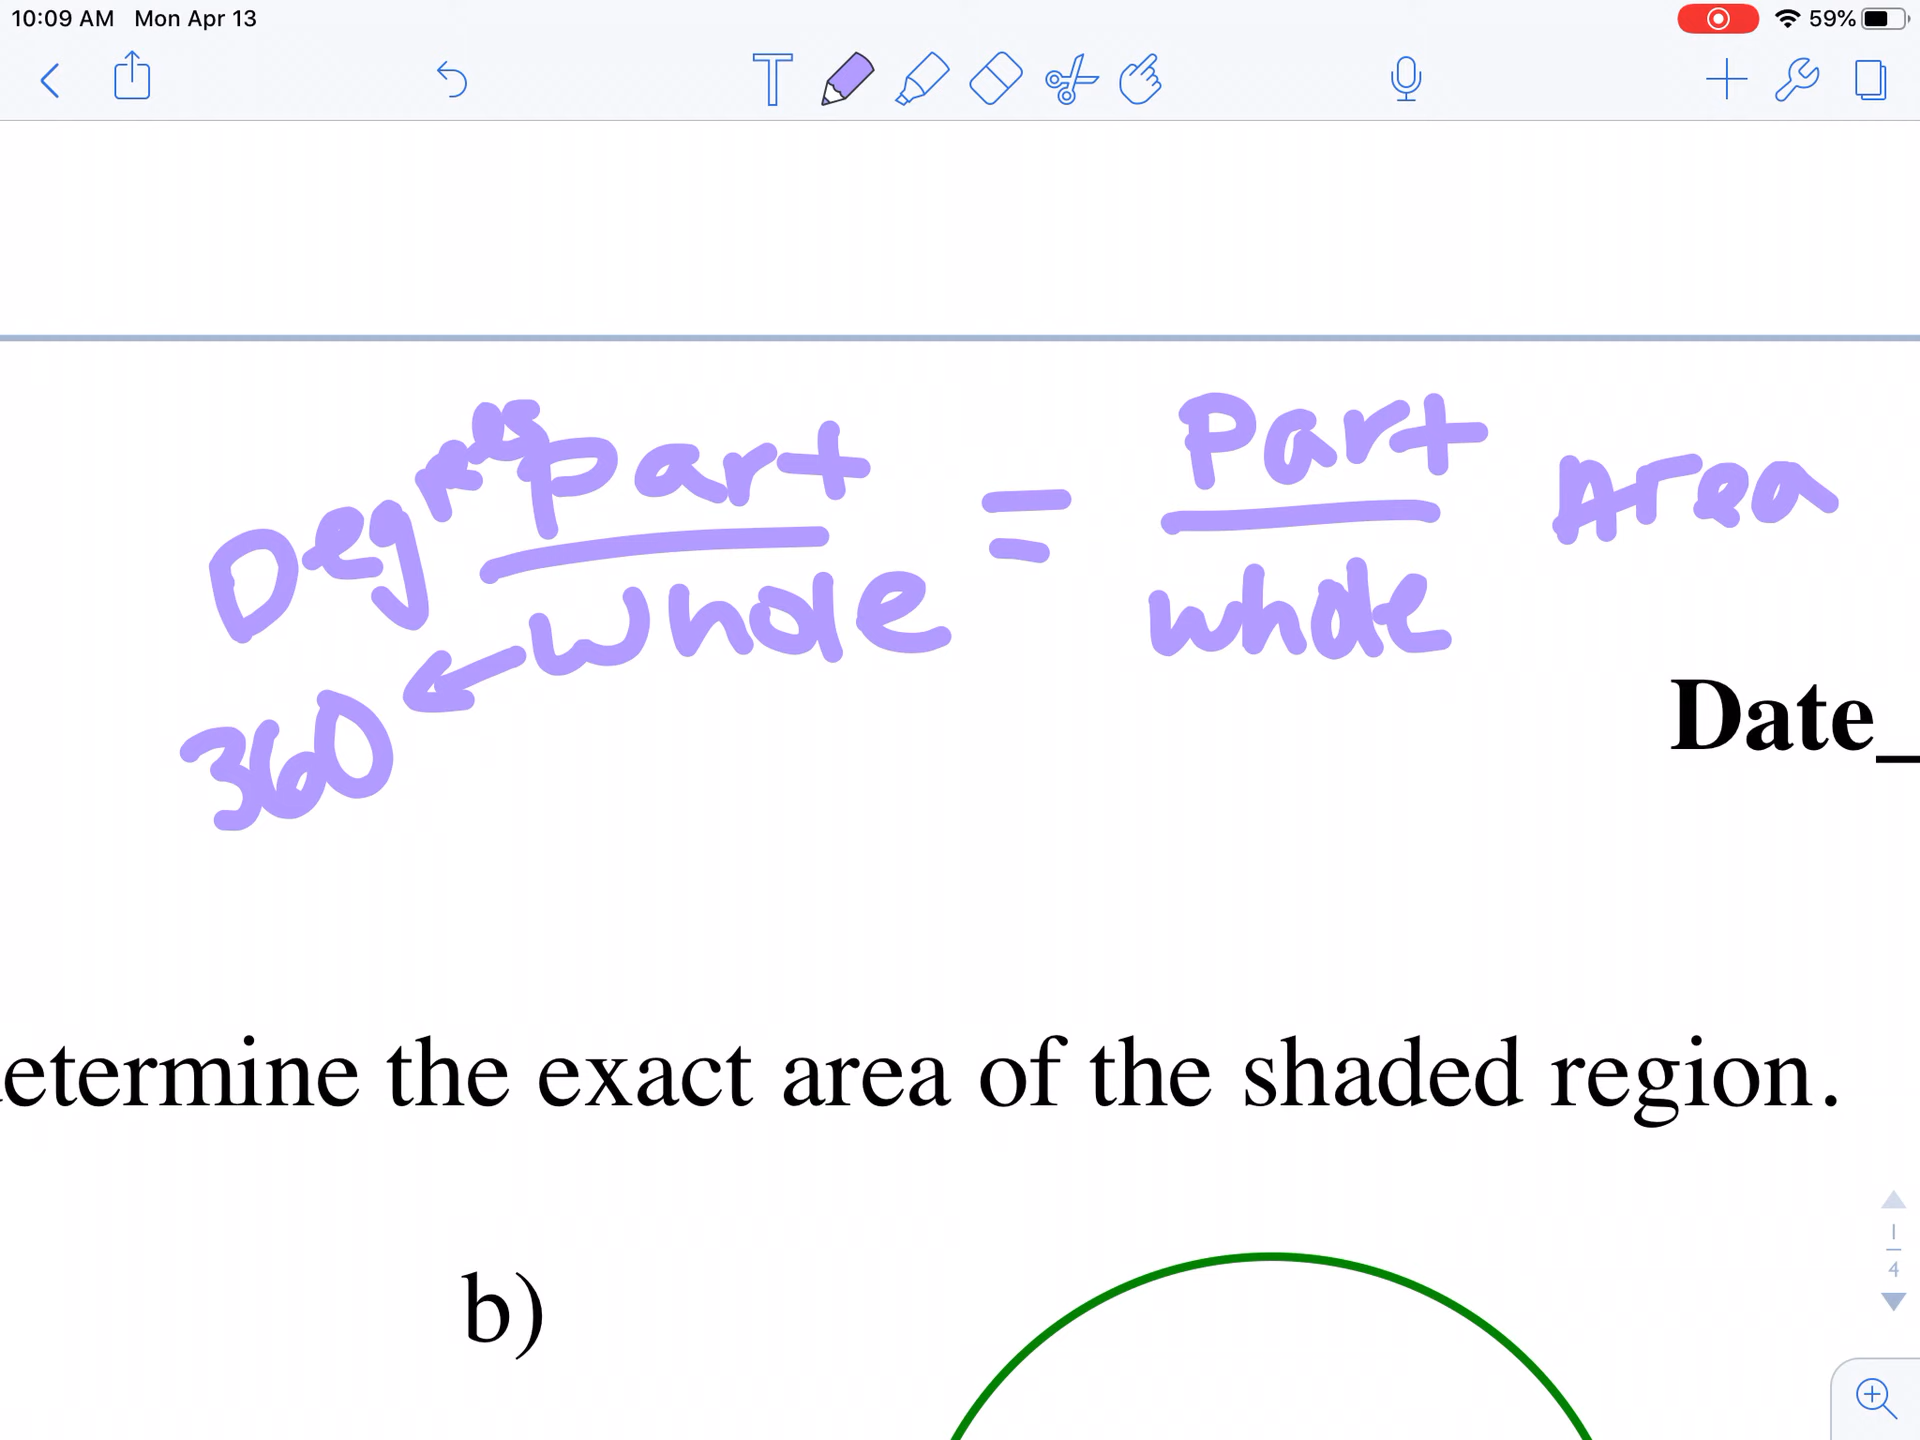 10:09 AM Mon Apr 13 59%
Degrees part = Part Area
whole whole
360
Date_
etermine the exact area of the shaded region.
1
4
b)